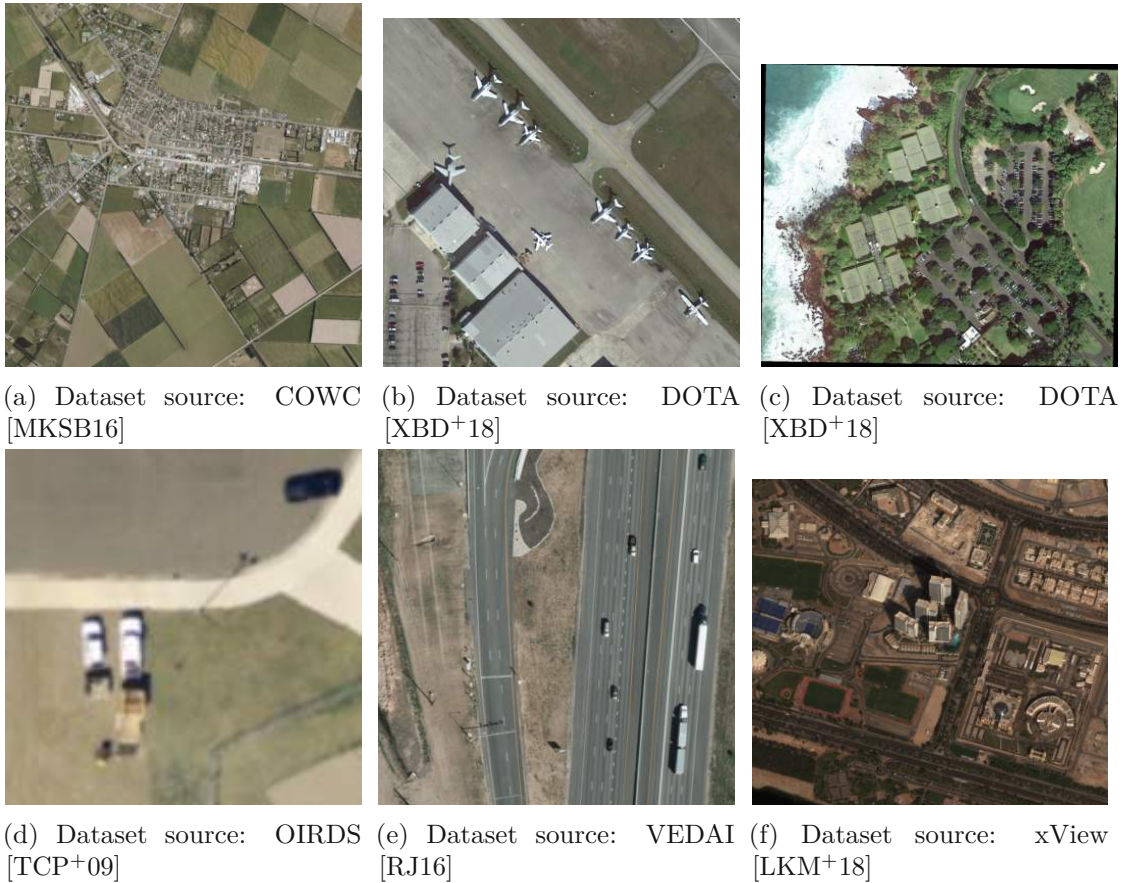 (a) Dataset source: COWC
[MKSB16]
(b) Dataset source: DOTA
[XBD+18]
(c) Dataset source: DOTA
[XBD+18]
(d) Dataset source: OIRDS
[TCP+09]
(e) Dataset source: VEDAI
[RJ16]
(f) Dataset source: xView
[LKM+18]